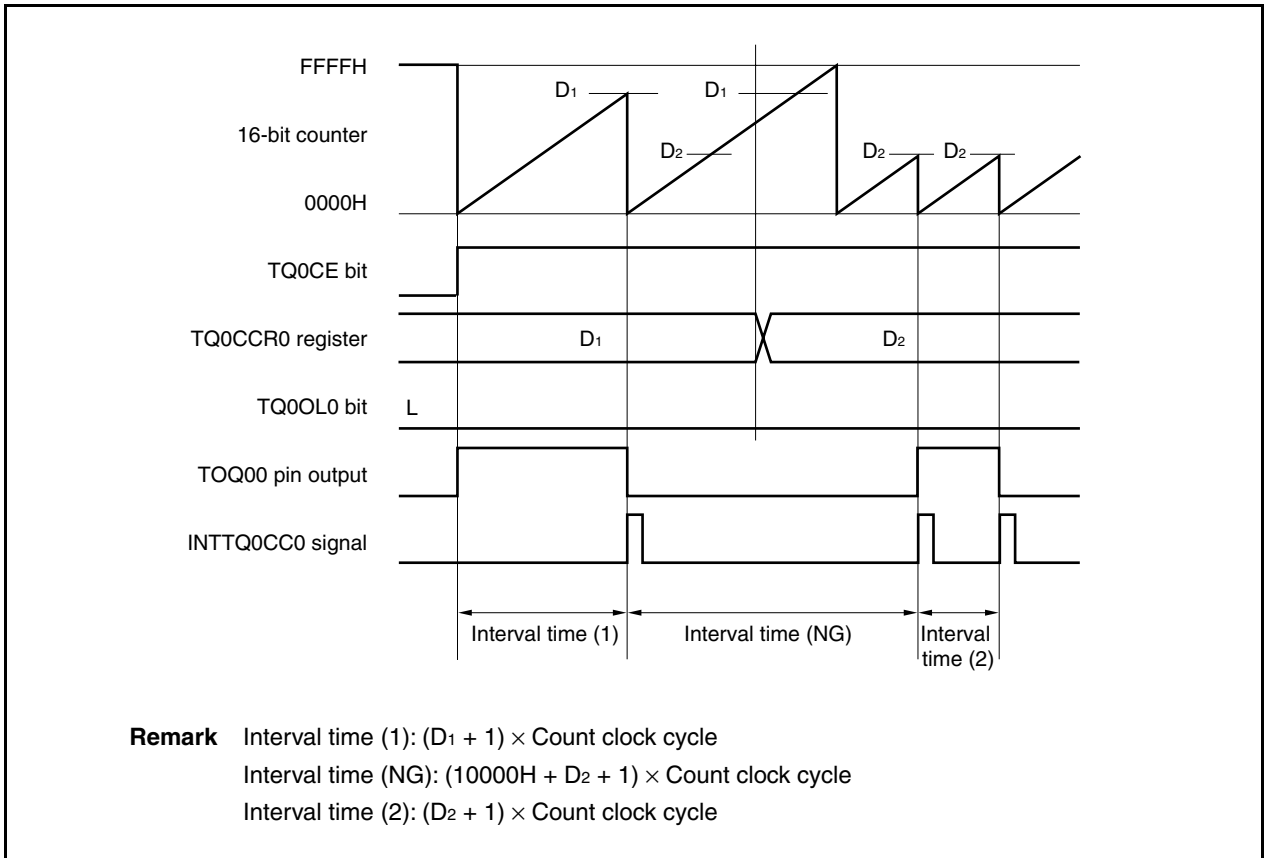 FFFFH
D₁
D₁
16-bit counter
D₂
D₂
D₂
0000H
TQ0CE bit
TQ0CCR0 register
D₁
D₂
TQ0OL0 bit
L
TOQ00 pin output
INTTQ0CC0 signal
Interval time (1)
Interval time (NG)
Interval
time (2)
Remark Interval time (1): (D₁ + 1) × Count clock cycle
Interval time (NG): (10000H + D₂ + 1) × Count clock cycle
Interval time (2): (D₂ + 1) × Count clock cycle